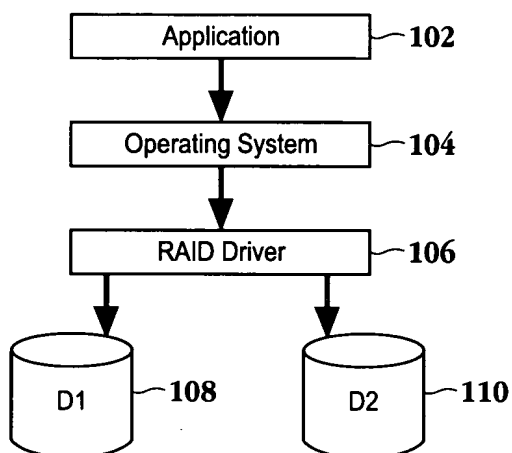 Application 102
Operating System 104
RAID Driver 106
D1 108 D2 110